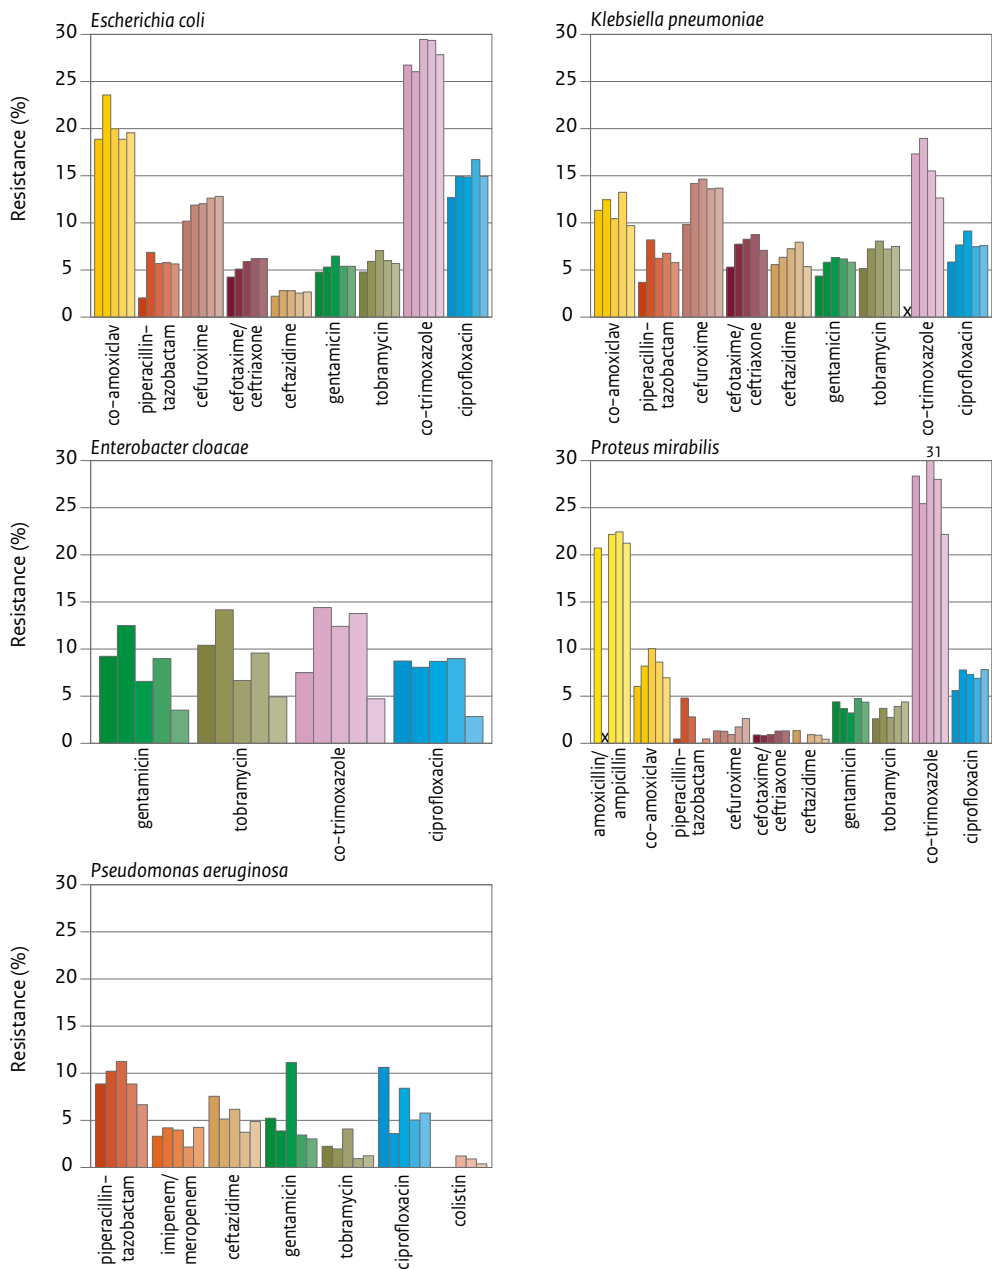 Escherichia coli
Resistance (%)
30
25
20
15
10
5
0
co-amoxiclav
piperacillin-
tazobactam
cefuroxime
cefotaxime/
ceftriaxone
ceftazidime
gentamicin
tobramycin
co-trimoxazole
ciprofloxacin
Klebsiella pneumoniae
30
25
20
15
10
5
0
x
co-amoxiclav
piperacillin-
tazobactam
cefuroxime
cefotaxime/
ceftriaxone
ceftazidime
gentamicin
tobramycin
co-trimoxazole
ciprofloxacin
Enterobacter cloacae
Resistance (%)
30
25
20
15
10
5
0
gentamicin
tobramycin
co-trimoxazole
ciprofloxacin
Proteus mirabilis
31
30
25
20
15
10
5
0
x
amoxicillin/
ampicillin
co-amoxiclav
piperacillin-
tazobactam
cefuroxime
cefotaxime/
ceftriaxone
ceftazidime
gentamicin
tobramycin
co-trimoxazole
ciprofloxacin
Pseudomonas aeruginosa
Resistance (%)
30
25
20
15
10
5
0
piperacillin-
tazobactam
imipenem/
meropenem
ceftazidime
gentamicin
tobramycin
ciprofloxacin
colistin